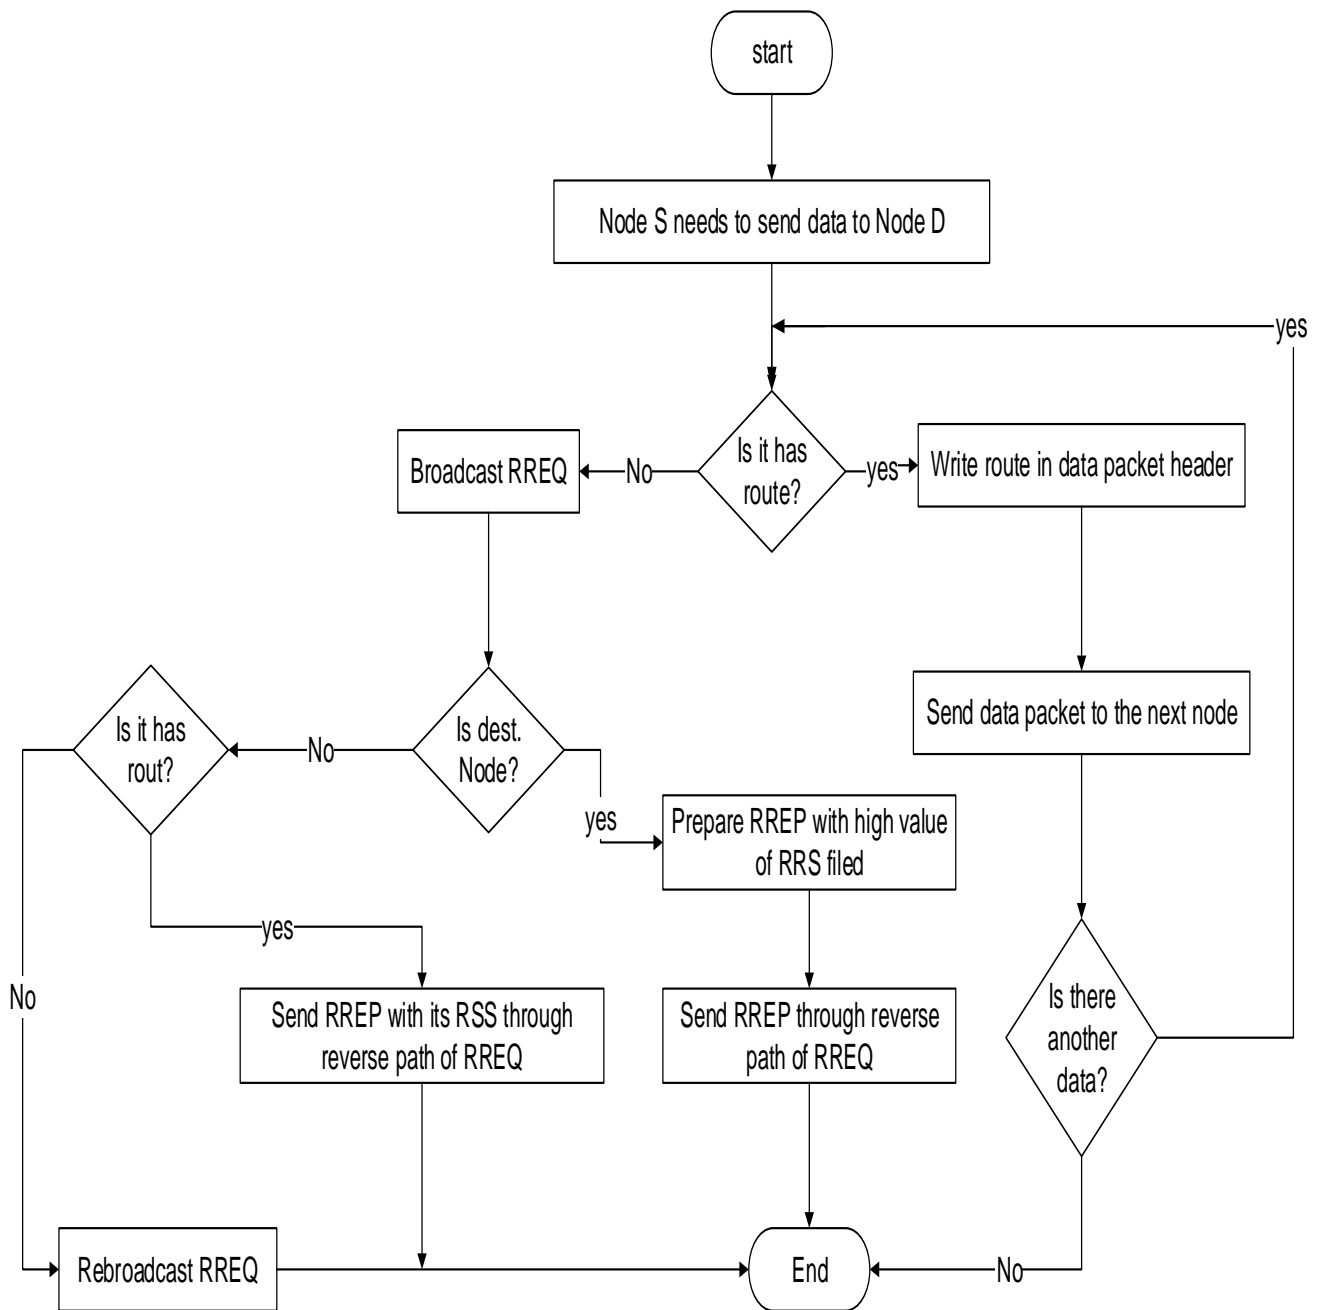 start
Node S needs to send data to Node D
yes
Is it has
route?
No
yes
Broadcast RREQ
Write route in data packet header
Is it has
rout?
No
Is dest.
Node?
yes
Send data packet to the next node
Prepare RREP with high value
of RRS filed
yes
No
Send RREP with its RSS through
reverse path of RREQ
Send RREP through reverse
path of RREQ
Is there
another
data?
Rebroadcast RREQ
End
No